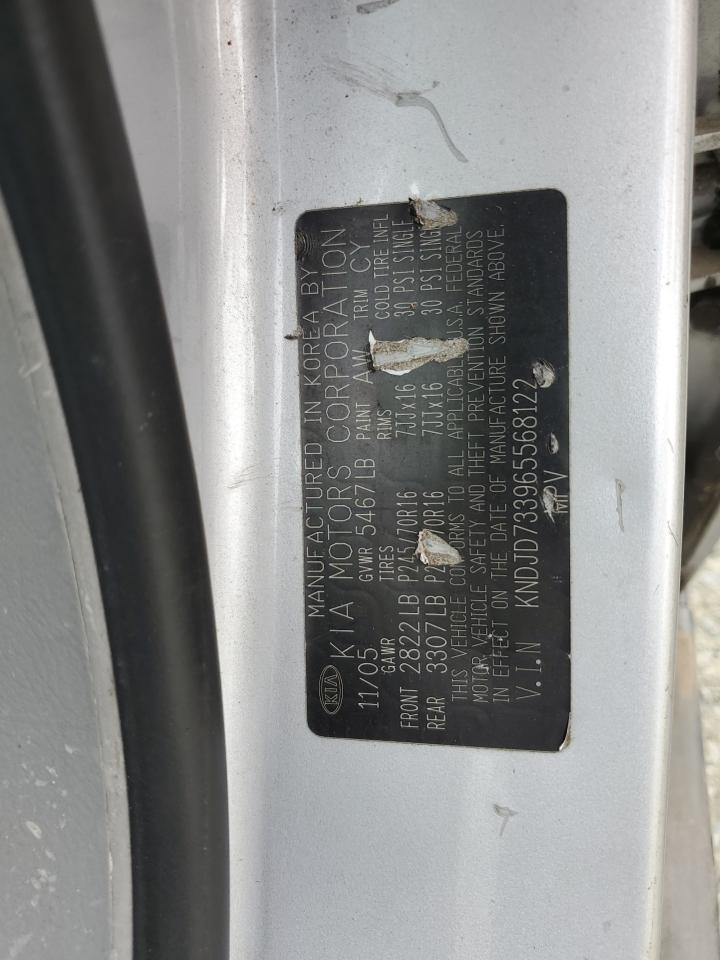 MANUFACTURED IN KOREA BY
KIA KIA MOTORS CORPORATION
11/05 GVWR 5467LB PAINT AW TRIM CY
GAWR TIRES RIMS COLD TIRE INFL
FRONT 2822LB P245/70R16 7JJx16 30 PSI SINGLE
REAR 3307LB 70R16 7JJx16 30 PSI
THIS VEHICLE CONFORMS TO ALL APPLICABLE U.S.A. FEDERAL
MOTOR VEHICLE SAFETY AND THEFT PREVENTION STANDARDS
IN EFFECT ON THE DATE OF MANUFACTURE SHOWN ABOVE.
V.I.N KNDJD733965568122